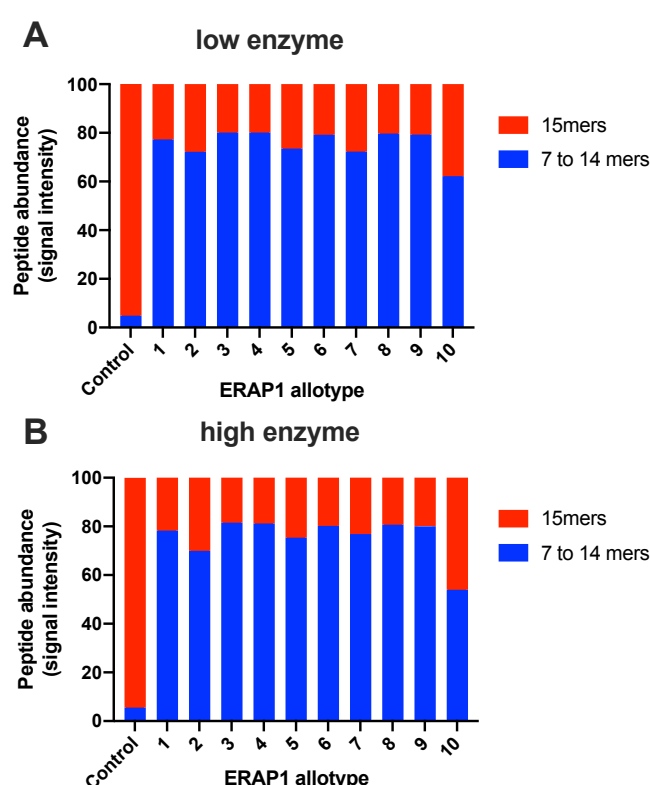 A
low enzyme
100
80
60
40
20
0
Peptide abundance
(signal intensity)
Control 1 2 3 4 5 6 7 8 9 10
ERAP1 allotype
15mers
7 to 14 mers
B
high enzyme
100
80
60
40
20
0
Peptide abundance
(signal intensity)
Control 1 2 3 4 5 6 7 8 9 10
ERAP1 allotype
15mers
7 to 14 mers